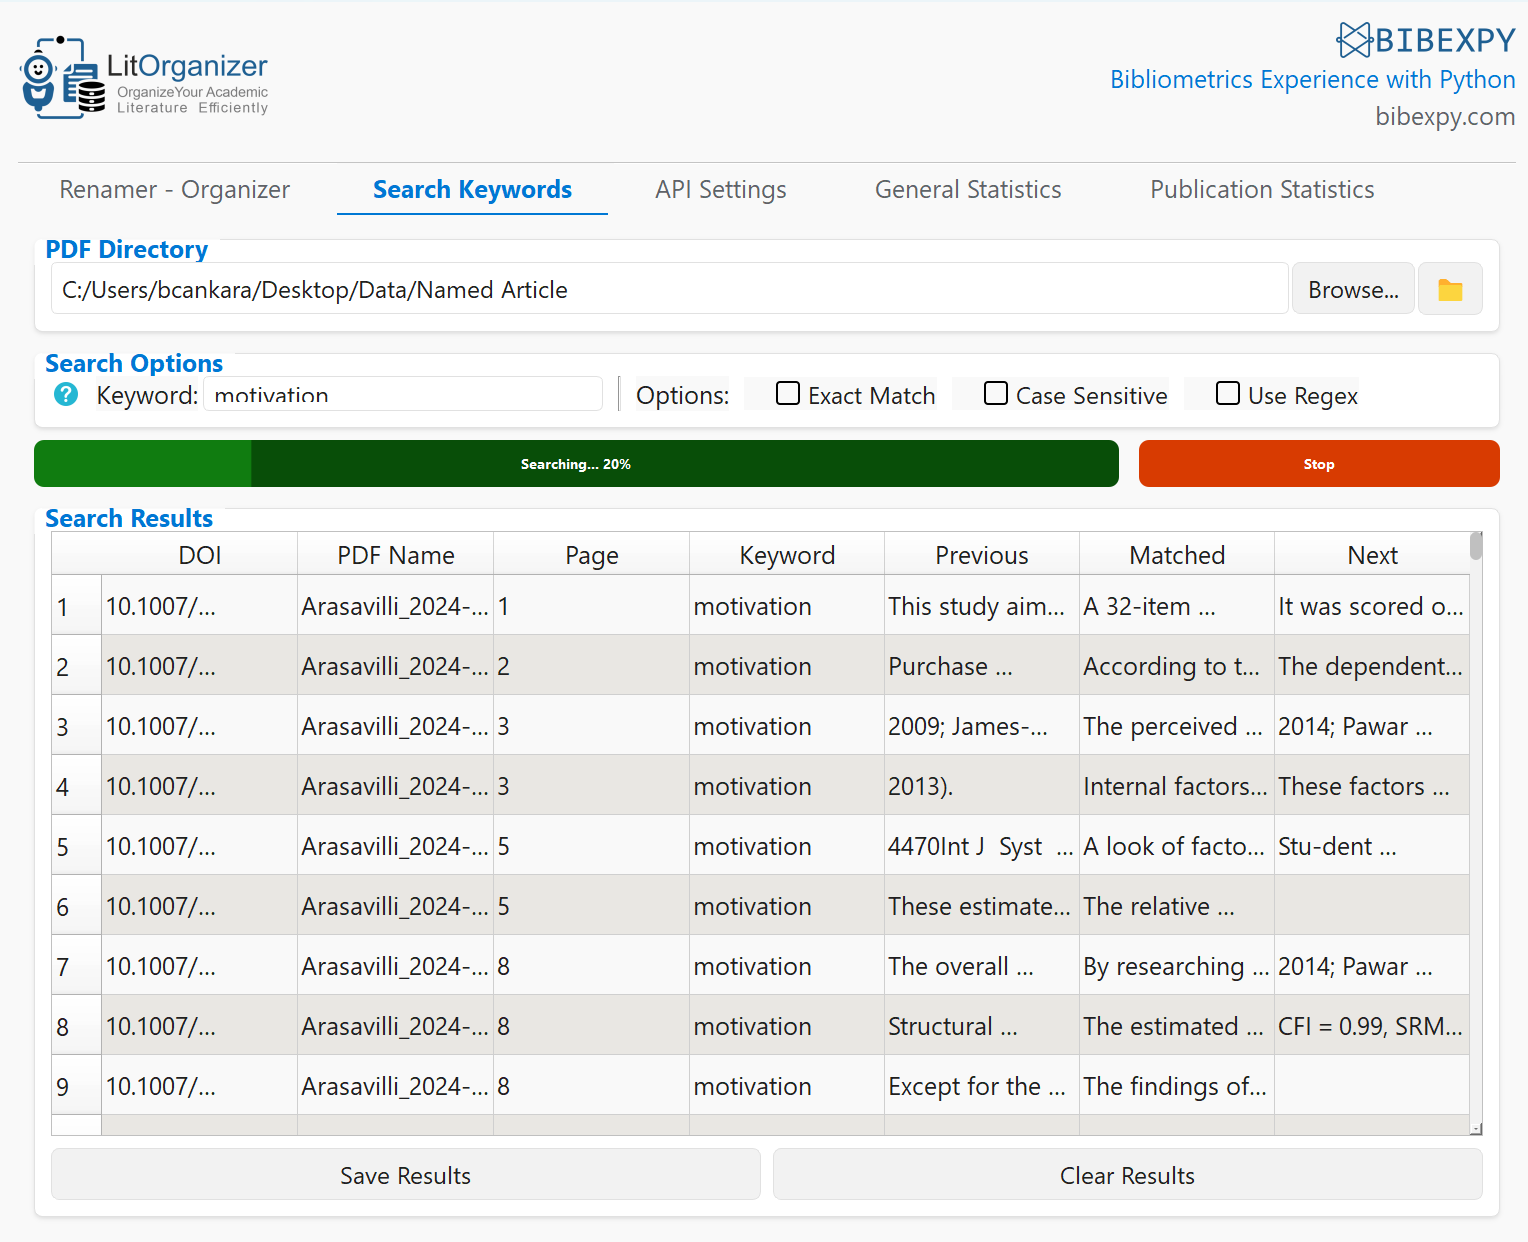 LitOrganizer
OrganizeYour Academic
Literature Efficiently
BIBEXPY
Bibliometrics Experience with Python
bibexpy.com
Renamer - Organizer Search Keywords API Settings General Statistics Publication Statistics
PDF Directory
C:/Users/bcankara/Desktop/Data/Named Article Browse...
Search Options
? Keyword: motivation Options: Exact Match Case Sensitive Use Regex
Searching... 20% Stop
Search Results
DOI PDF Name Page Keyword Previous Matched Next
1 10.1007/... Arasavilli_2024-... 1 motivation This study aim... A 32-item ... It was scored o...
2 10.1007/... Arasavilli_2024-... 2 motivation Purchase ... According to t... The dependent...
3 10.1007/... Arasavilli_2024-... 3 motivation 2009; James-... The perceived ... 2014; Pawar ...
4 10.1007/... Arasavilli_2024-... 3 motivation 2013). Internal factors... These factors ...
5 10.1007/... Arasavilli_2024-... 5 motivation 4470Int J  Syst  ... A look of facto... Stu-dent ...
6 10.1007/... Arasavilli_2024-... 5 motivation These estimate... The relative ...
7 10.1007/... Arasavilli_2024-... 8 motivation The overall ... By researching ... 2014; Pawar ...
8 10.1007/... Arasavilli_2024-... 8 motivation Structural ... The estimated ... CFI = 0.99, SRM...
9 10.1007/... Arasavilli_2024-... 8 motivation Except for the ... The findings of...
Save Results Clear Results